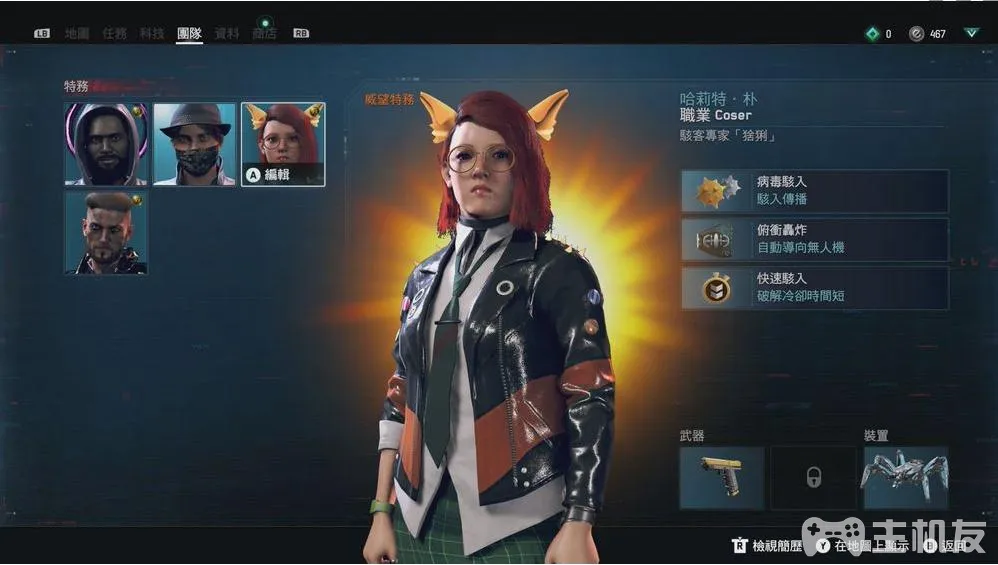 LB 地圖 任務 科技 團隊 資料 商店 RB
0 467
特務
威望特務
A 編輯
哈莉特·朴
職業 Coser
駭客專家「猞猁」
病毒駭入
駭入傳播
俯衝轟炸
自動導向無人機
快速駭入
破解冷卻時間短
武器 裝置
R 檢視簡歷 Y 在地圖上顯示 B 返回
主机友